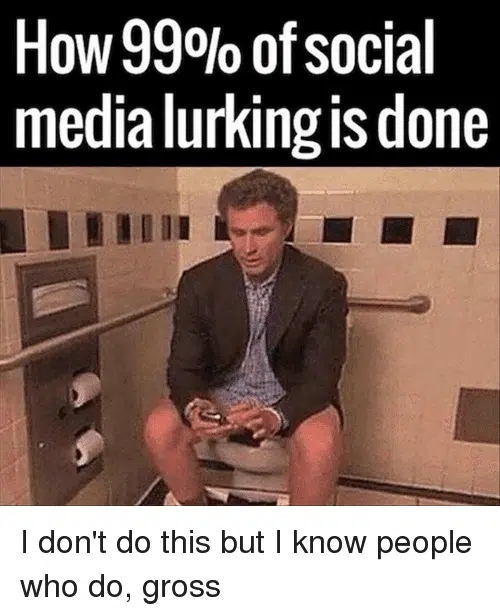 How 99% of social
media lurking is done
I don't do this but I know people
who do, gross